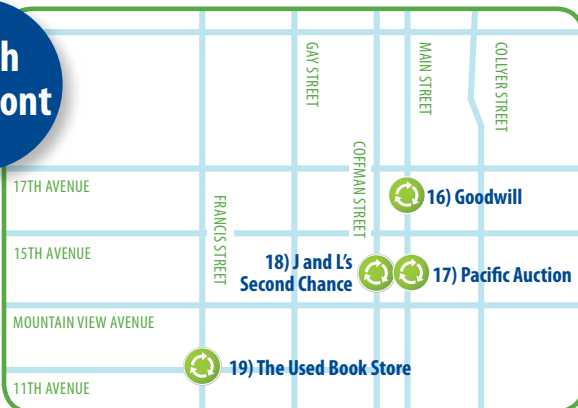 h
ont
GAY STREET
MAIN STREET
COLLYER STREET
COFFMAN STREET
17TH AVENUE
FRANCIS STREET
16) Goodwill
15TH AVENUE
18) J and L's
Second Chance
17) Pacific Auction
MOUNTAIN VIEW AVENUE
19) The Used Book Store
11TH AVENUE